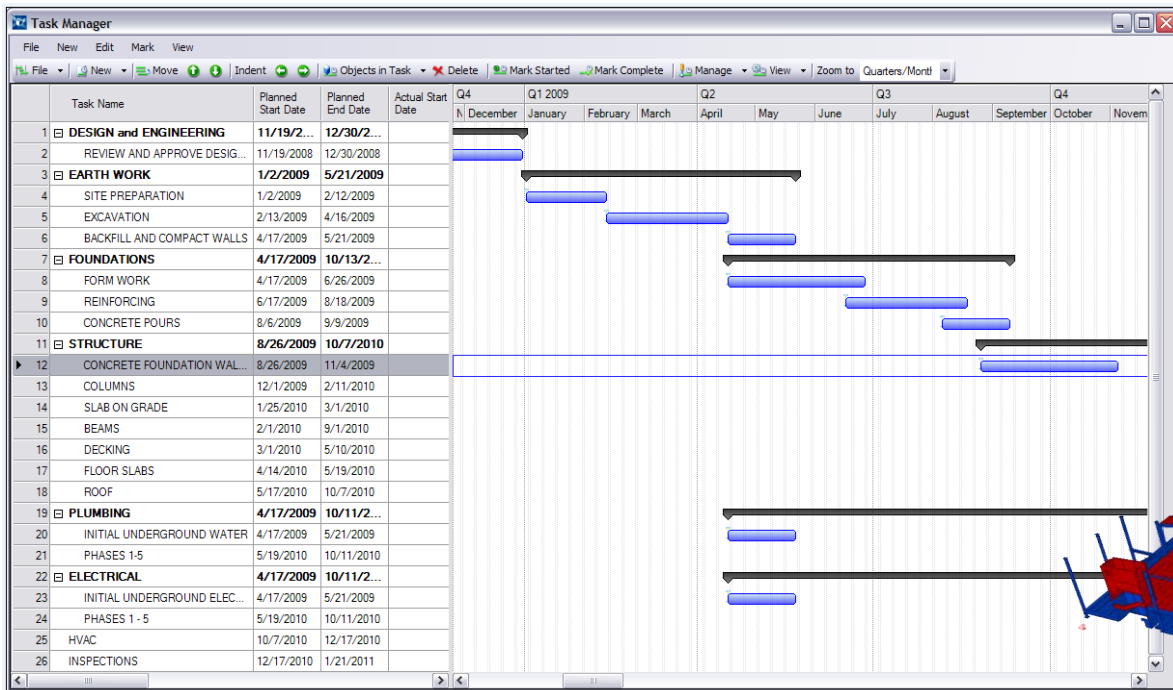 Task Manager
File New Edit Mark View
File New Move Indent Objects in Task Delete Mark Started Mark Complete Manage View Zoom to Quarters/Month
Task Name Planned Start Date Planned End Date Actual Start Date Q4 Q1 2009 Q2 Q3 Q4
N December January February March April May June July August September October Novem
1 DESIGN and ENGINEERING 11/19/2... 12/30/2...
2 REVIEW AND APPROVE DESIG... 11/19/2008 12/30/2008
3 EARTH WORK 1/2/2009 5/21/2009
4 SITE PREPARATION 1/2/2009 2/12/2009
5 EXCAVATION 2/13/2009 4/16/2009
6 BACKFILL AND COMPACT WALLS 4/17/2009 5/21/2009
7 FOUNDATIONS 4/17/2009 10/13/2...
8 FORM WORK 4/17/2009 6/26/2009
9 REINFORCING 6/17/2009 8/18/2009
10 CONCRETE POURS 8/6/2009 9/9/2009
11 STRUCTURE 8/26/2009 10/7/2010
12 CONCRETE FOUNDATION WAL... 8/26/2009 11/4/2009
13 COLUMNS 12/1/2009 2/11/2010
14 SLAB ON GRADE 1/25/2010 3/1/2010
15 BEAMS 2/1/2010 9/1/2010
16 DECKING 3/1/2010 5/10/2010
17 FLOOR SLABS 4/14/2010 5/19/2010
18 ROOF 5/17/2010 10/7/2010
19 PLUMBING 4/17/2009 10/11/2...
20 INITIAL UNDERGROUND WATER 4/17/2009 5/21/2009
21 PHASES 1-5 5/19/2010 10/11/2010
22 ELECTRICAL 4/17/2009 10/11/2...
23 INITIAL UNDERGROUND ELEC... 4/17/2009 5/21/2009
24 PHASES 1 - 5 5/19/2010 10/11/2010
25 HVAC 10/7/2010 12/17/2010
26 INSPECTIONS 12/17/2010 1/21/2011